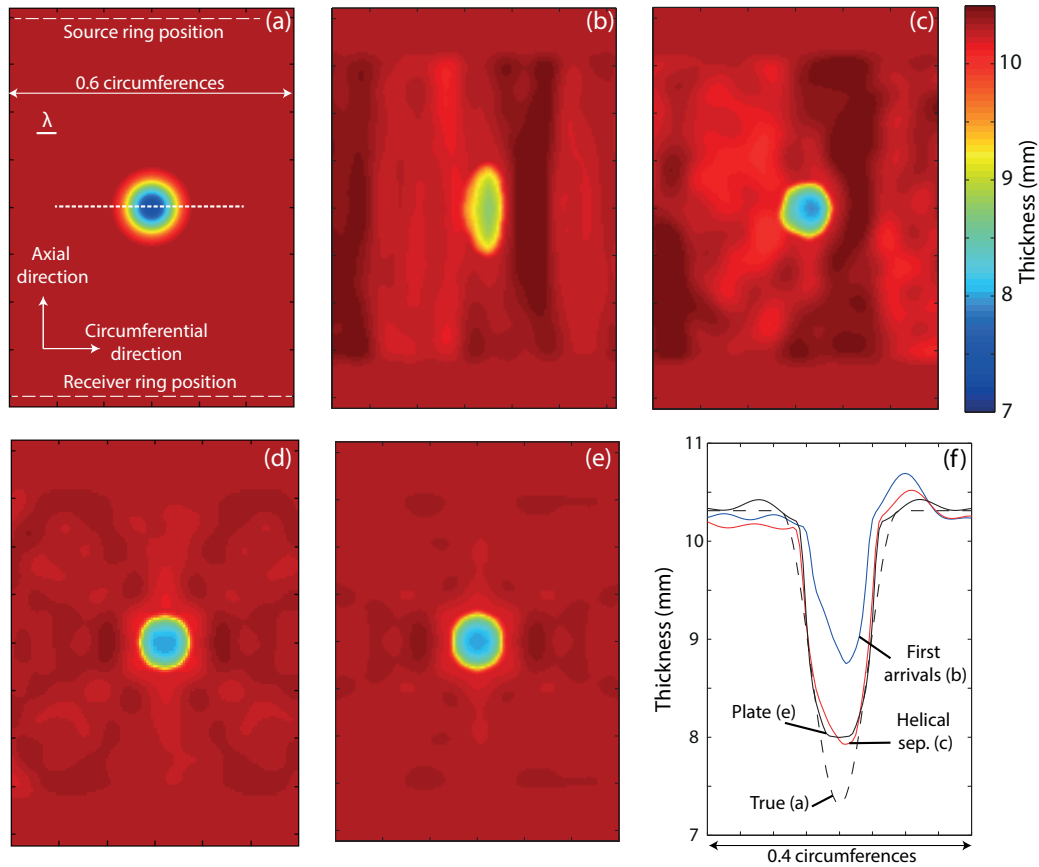 (a)
Source ring position
0.6 circumferences
λ
Axial
direction
Circumferential
direction
Receiver ring position
(b)
(c)
10
9
8
7
Thickness (mm)
(d)
(e)
(f)
11
10
9
8
7
Thickness (mm)
First
arrivals (b)
Plate (e)
Helical
sep. (c)
True (a)
0.4 circumferences